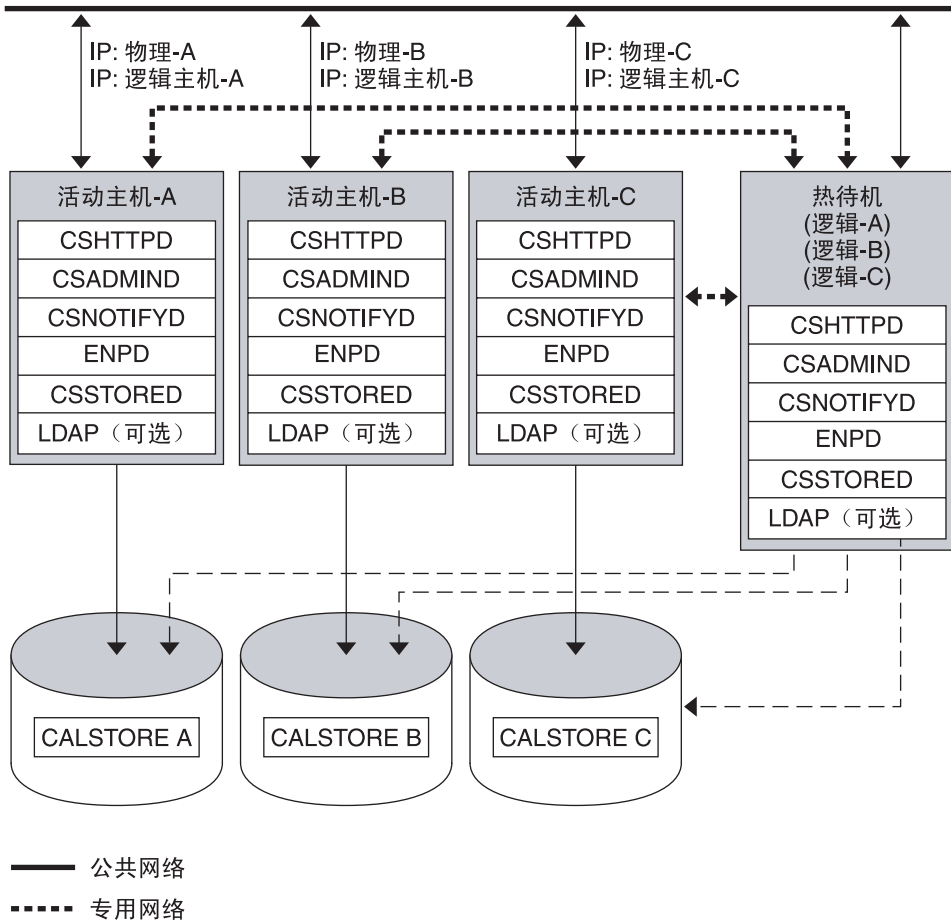 IP: 物理-A
IP: 逻辑主机-A
IP: 物理-B
IP: 逻辑主机-B
IP: 物理-C
IP: 逻辑主机-C
活动主机-A
CSHTTPD
CSADMIND
CSNOTIFYD
ENPD
CSSTORED
LDAP（可选）
活动主机-B
CSHTTPD
CSADMIND
CSNOTIFYD
ENPD
CSSTORED
LDAP（可选）
活动主机-C
CSHTTPD
CSADMIND
CSNOTIFYD
ENPD
CSSTORED
LDAP（可选）
热待机
(逻辑-A)
(逻辑-B)
(逻辑-C)
CSHTTPD
CSADMIND
CSNOTIFYD
ENPD
CSSTORED
LDAP（可选）
CALSTORE A
CALSTORE B
CALSTORE C
公共网络
专用网络